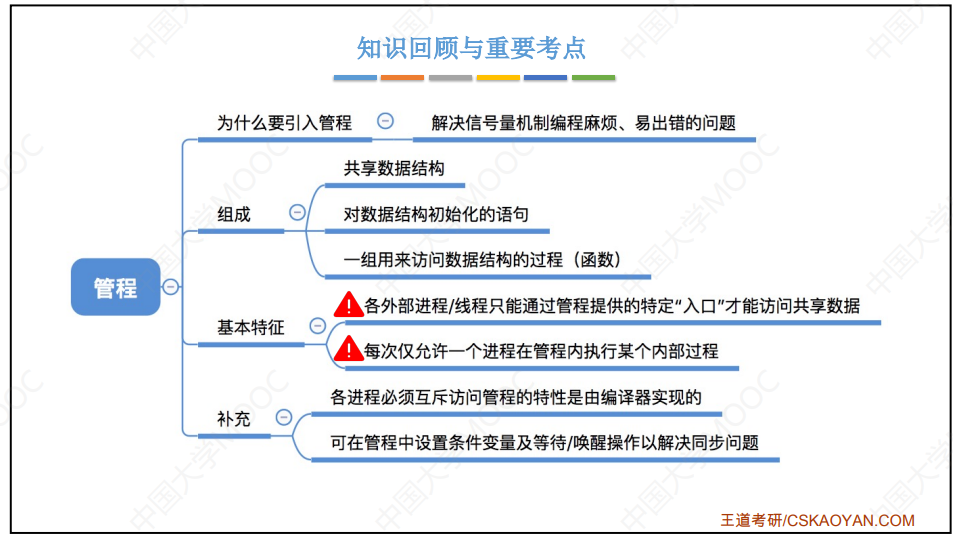 知识回顾与重要考点
为什么要引入管程
解决信号量机制编程麻烦、易出错的问题
共享数据结构
组成
对数据结构初始化的语句
一组用来访问数据结构的过程（函数）
管程
各外部进程/线程只能通过管程提供的特定“入口”才能访问共享数据
基本特征
每次仅允许一个进程在管程内执行某个内部过程
各进程必须互斥访问管程的特性是由编译器实现的
补充
可在管程中设置条件变量及等待/唤醒操作以解决同步问题
王道考研/CSKAOYAN.COM
中国大学MOOC